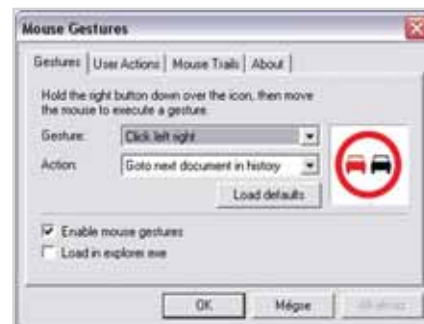 Mouse Gestures
Gestures User Actions Mouse Trails About
Hold the right button down over the icon, then move
the mouse to execute a gesture.
Gesture: Click left right
Action: Goto next document in history
Load defaults
Enable mouse gestures
Load in explorer.exe
OK Mégse